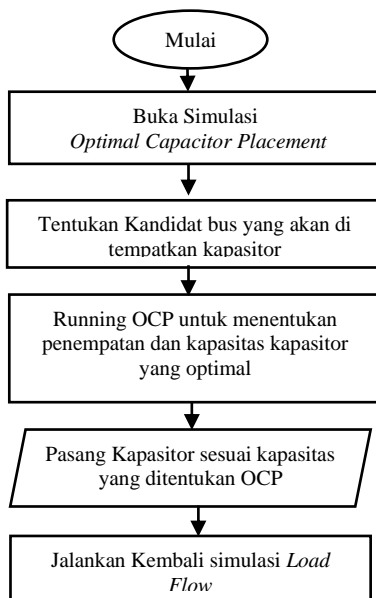 Mulai
Buka Simulasi
Optimal Capacitor Placement
Tentukan Kandidat bus yang akan di
tempatkan kapasitor
Running OCP untuk menentukan
penempatan dan kapasitas kapasitor
yang optimal
Pasang Kapasitor sesuai kapasitas
yang ditentukan OCP
Jalankan Kembali simulasi Load
Flow